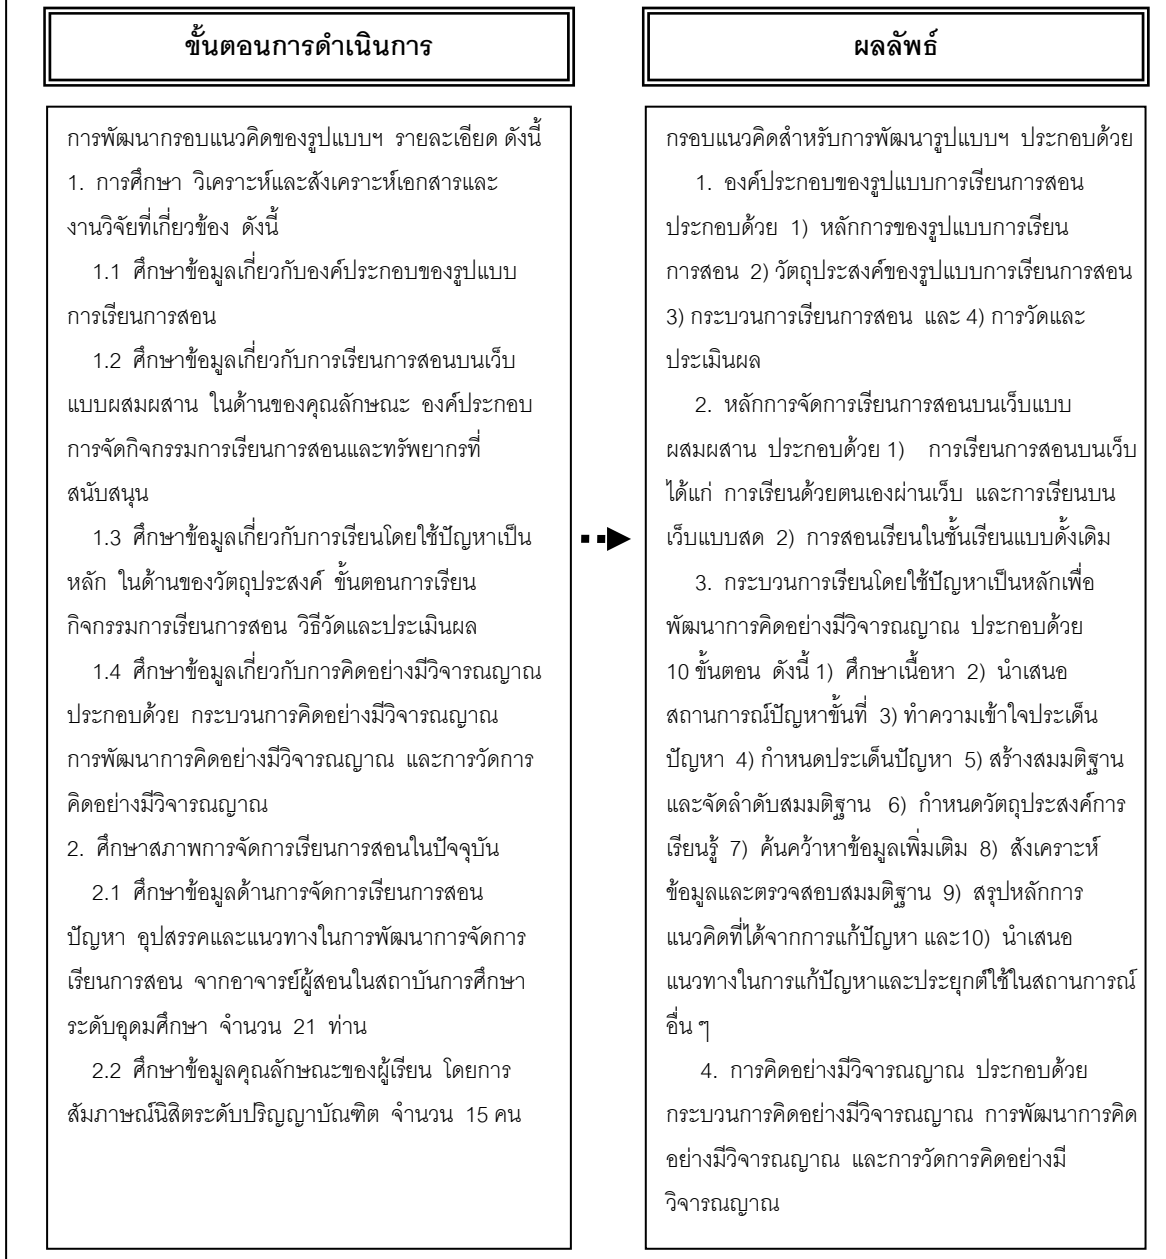 ขั้นตอนการดำเนินการ
การพัฒนากรอบแนวคิดของรูปแบบฯ รายละเอียด ดังนี้
1. การศึกษา วิเคราะห์และสังเคราะห์เอกสารและ
งานวิจัยที่เกี่ยวข้อง ดังนี้
1.1 ศึกษาข้อมูลเกี่ยวกับองค์ประกอบของรูปแบบ
การเรียนการสอน
1.2 ศึกษาข้อมูลเกี่ยวกับการเรียนการสอนบนเว็บ
แบบผสมผสาน ในด้านของคุณลักษณะ องค์ประกอบ
การจัดกิจกรรมการเรียนการสอนและทรัพยากรที่
สนับสนุน
1.3 ศึกษาข้อมูลเกี่ยวกับการเรียนโดยใช้ปัญหาเป็น
หลัก ในด้านของวัตถุประสงค์ ขั้นตอนการเรียน
กิจกรรมการเรียนการสอน วิธีวัดและประเมินผล
1.4 ศึกษาข้อมูลเกี่ยวกับการคิดอย่างมีวิจารณญาณ
ประกอบด้วย กระบวนการคิดอย่างมีวิจารณญาณ
การพัฒนาการคิดอย่างมีวิจารณญาณ และการวัดการ
คิดอย่างมีวิจารณญาณ
2. ศึกษาสภาพการจัดการเรียนการสอนในปัจจุบัน
2.1 ศึกษาข้อมูลด้านการจัดการเรียนการสอน
ปัญหา อุปสรรคและแนวทางในการพัฒนาการจัดการ
เรียนการสอน จากอาจารย์ผู้สอนในสถาบันการศึกษา
ระดับอุดมศึกษา จำนวน 21 ท่าน
2.2 ศึกษาข้อมูลคุณลักษณะของผู้เรียน โดยการ
สัมภาษณ์นิสิตระดับปริญญาบัณฑิต จำนวน 15 คน
ผลลัพธ์
กรอบแนวคิดสำหรับการพัฒนารูปแบบฯ ประกอบด้วย
1. องค์ประกอบของรูปแบบการเรียนการสอน
ประกอบด้วย 1) หลักการของรูปแบบการเรียน
การสอน 2) วัตถุประสงค์ของรูปแบบการเรียนการสอน
3) กระบวนการเรียนการสอน และ 4) การวัดและ
ประเมินผล
2. หลักการจัดการเรียนการสอนบนเว็บแบบ
ผสมผสาน ประกอบด้วย 1) การเรียนการสอนบนเว็บ
ได้แก่ การเรียนด้วยตนเองผ่านเว็บ และการเรียนบน
เว็บแบบสด 2) การสอนเรียนในชั้นเรียนแบบดั้งเดิม
3. กระบวนการเรียนโดยใช้ปัญหาเป็นหลักเพื่อ
พัฒนาการคิดอย่างมีวิจารณญาณ ประกอบด้วย
10 ขั้นตอน ดังนี้ 1) ศึกษาเนื้อหา 2) นำเสนอ
สถานการณ์ปัญหาขั้นที่ 3) ทำความเข้าใจประเด็น
ปัญหา 4) กำหนดประเด็นปัญหา 5) สร้างสมมติฐาน
และจัดลำดับสมมติฐาน 6) กำหนดวัตถุประสงค์การ
เรียนรู้ 7) ค้นคว้าหาข้อมูลเพิ่มเติม 8) สังเคราะห์
ข้อมูลและตรวจสอบสมมติฐาน 9) สรุปหลักการ
แนวคิดที่ได้จากการแก้ปัญหา และ10) นำเสนอ
แนวทางในการแก้ปัญหาและประยุกต์ใช้ในสถานการณ์
อื่น ๆ
4. การคิดอย่างมีวิจารณญาณ ประกอบด้วย
กระบวนการคิดอย่างมีวิจารณญาณ การพัฒนาการคิด
อย่างมีวิจารณญาณ และการวัดการคิดอย่างมี
วิจารณญาณ